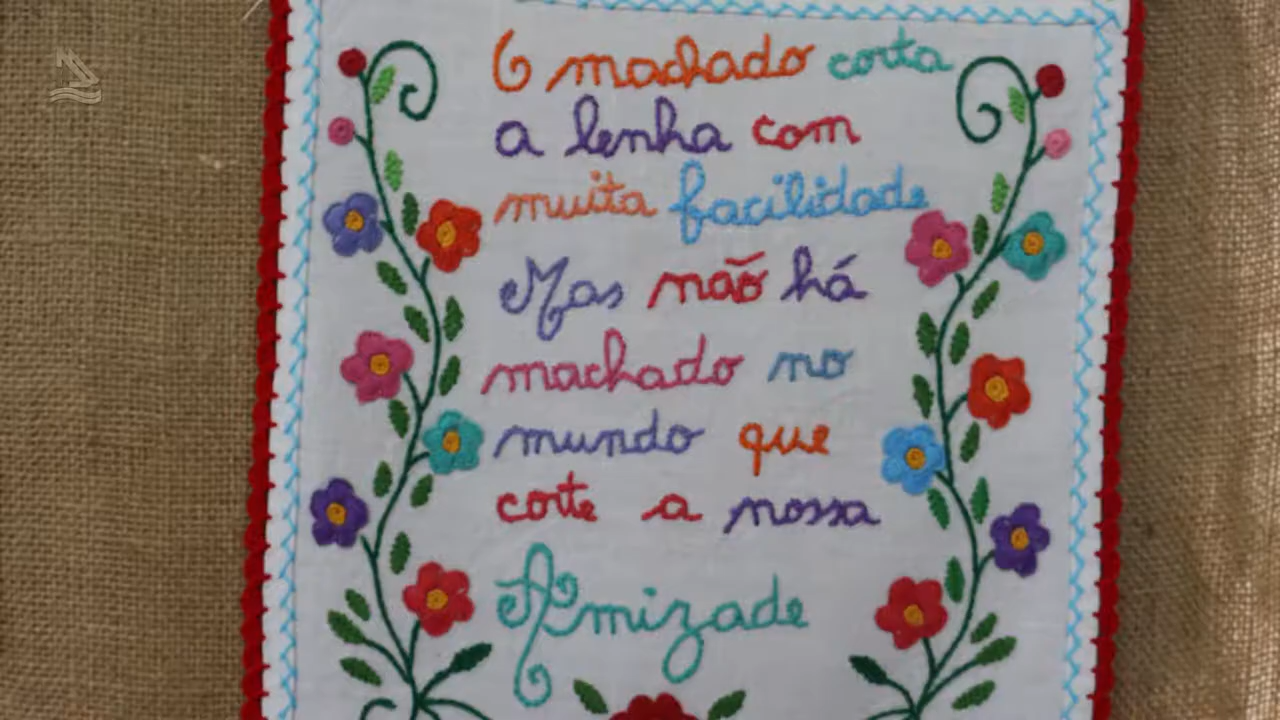 O machado corta
a lenha com
muita facilidade
Mas não há
machado no
mundo que
corte a nossa
Amizade